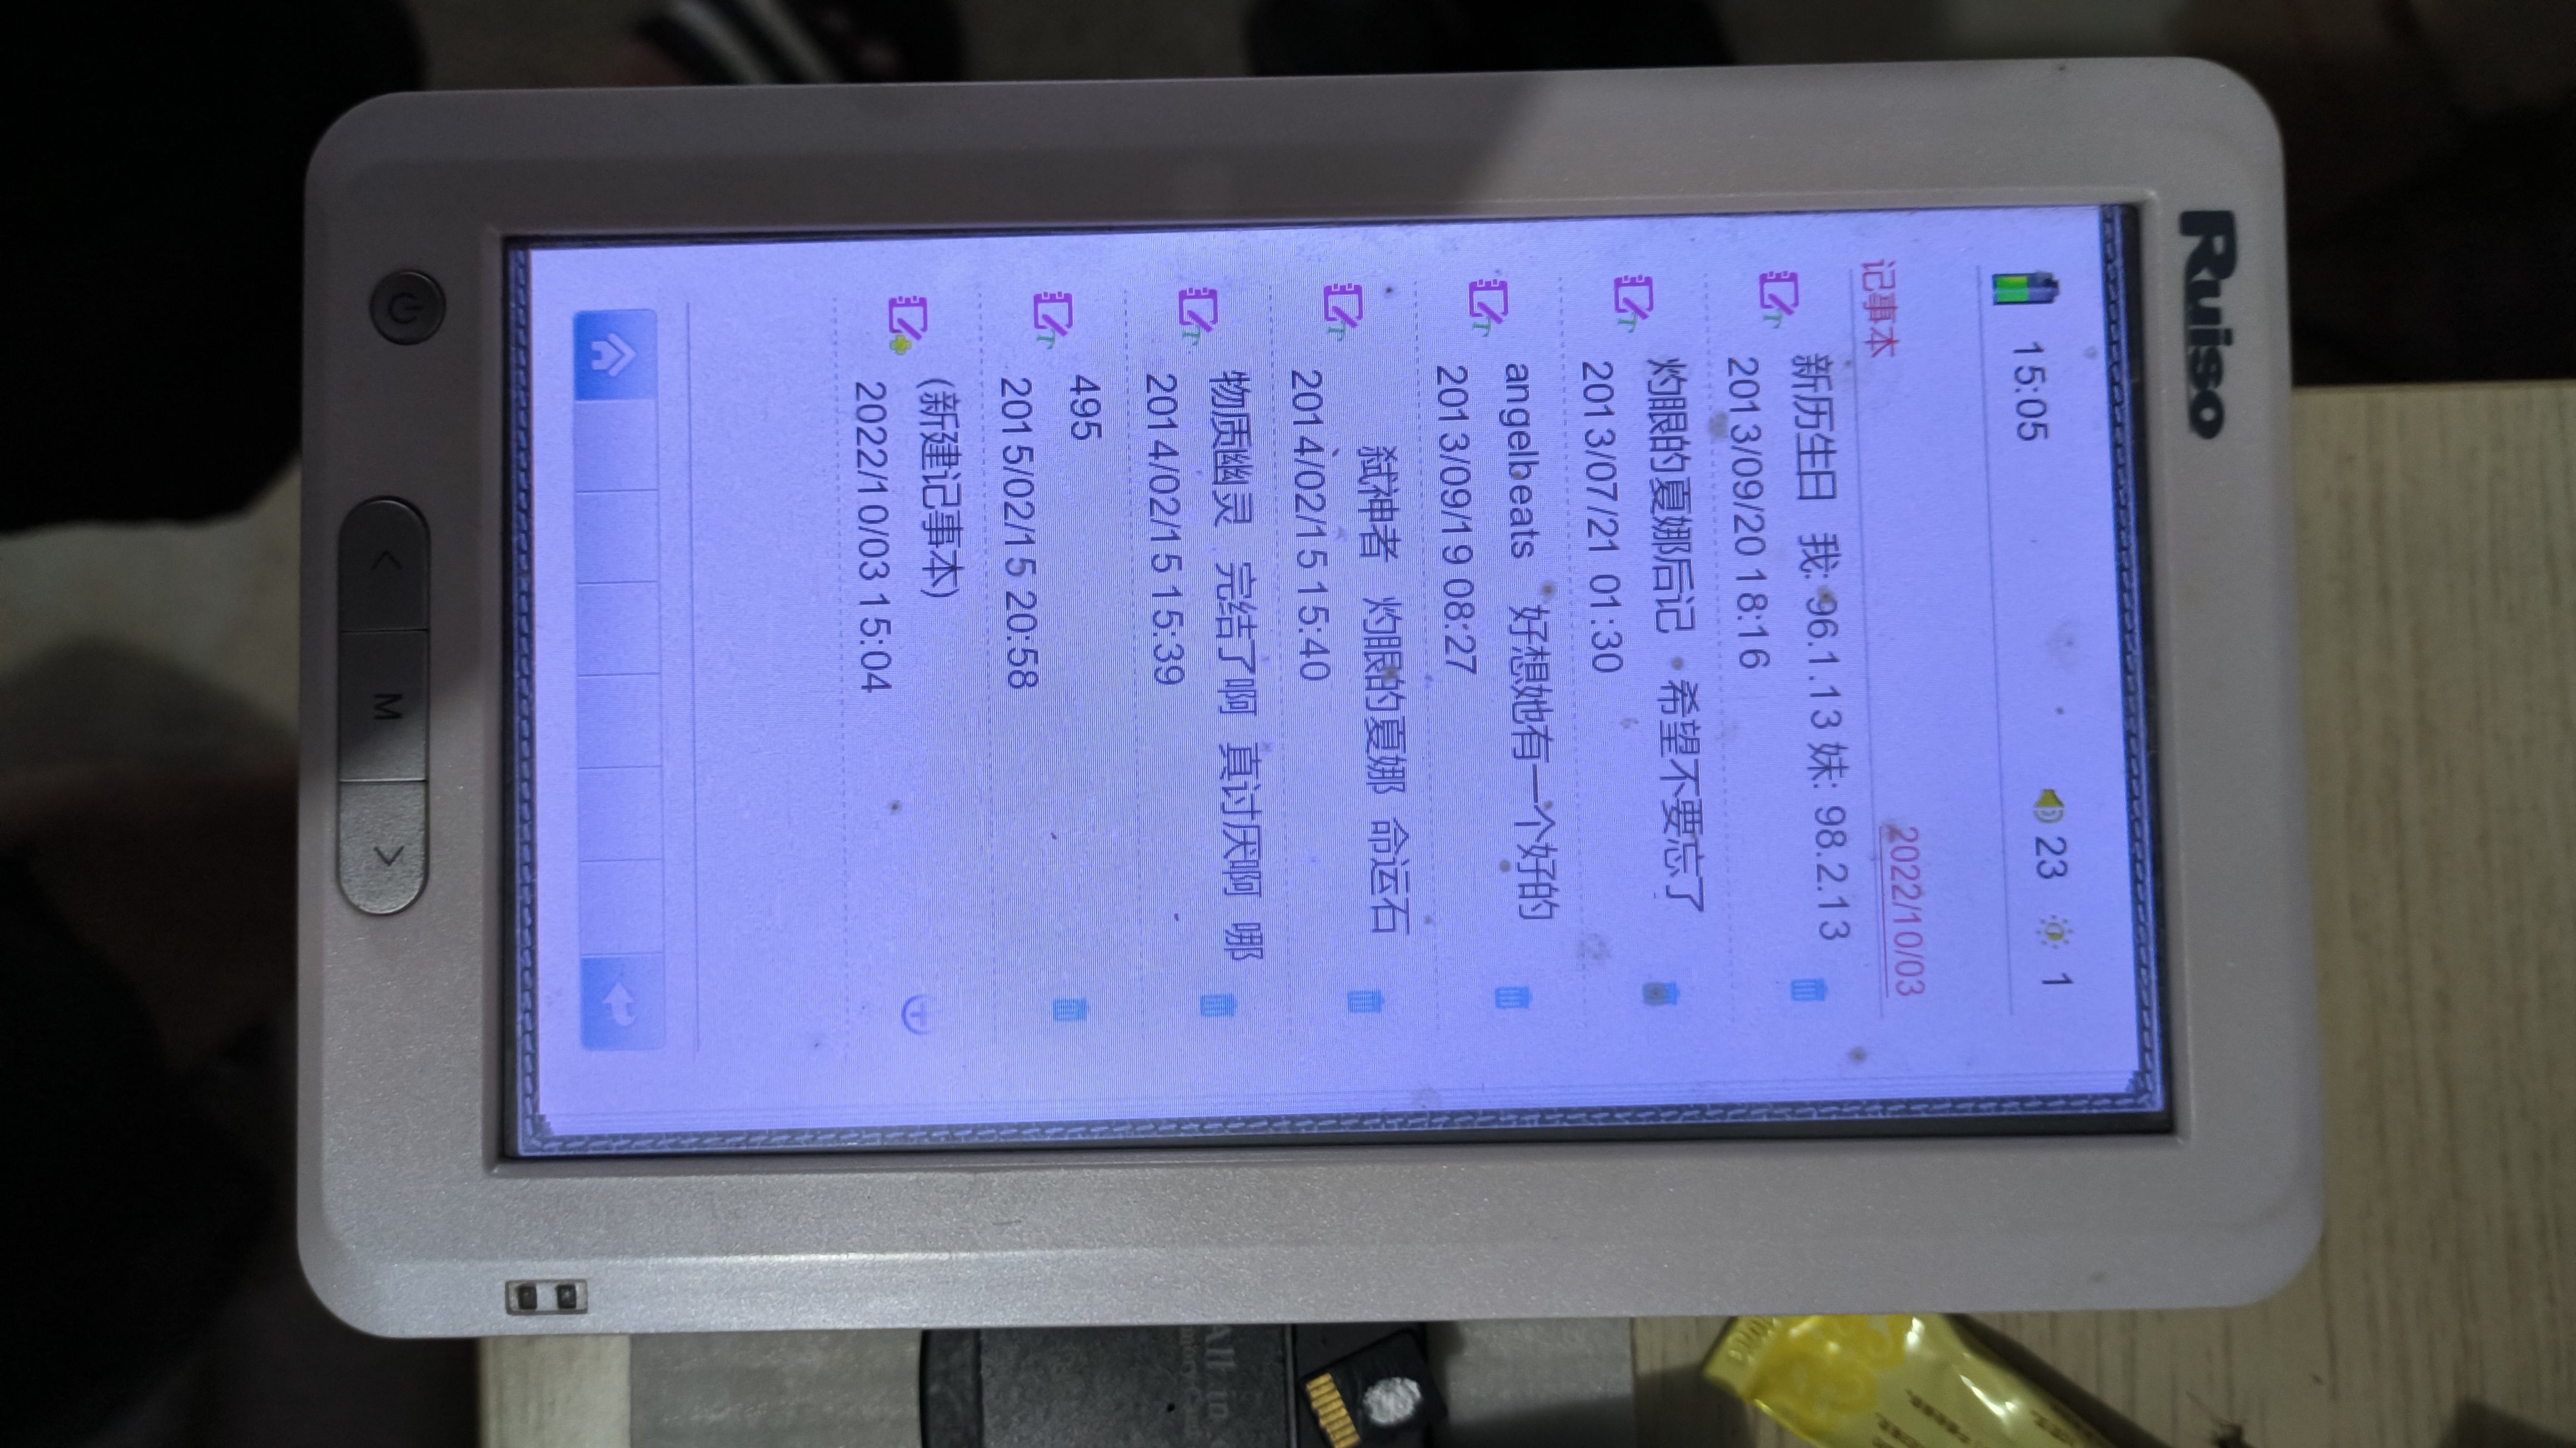 Ruiso
15:05 23 1
记事本 2022/10/03
新历生日 我: 96.1.13 妹: 98.2.13
2013/09/20 18:16
灼眼的夏娜后记 希望不要忘了
2013/07/21 01:30
angelbeats 好想她有一个好的
2013/09/19 08:27
弑神者 灼眼的夏娜 命运石
2014/02/15 15:40
物质幽灵 完结了啊 真讨厌啊 哪
2014/02/15 15:39
495
2015/02/15 20:58
(新建记事本)
2022/10/03 15:04
< M >